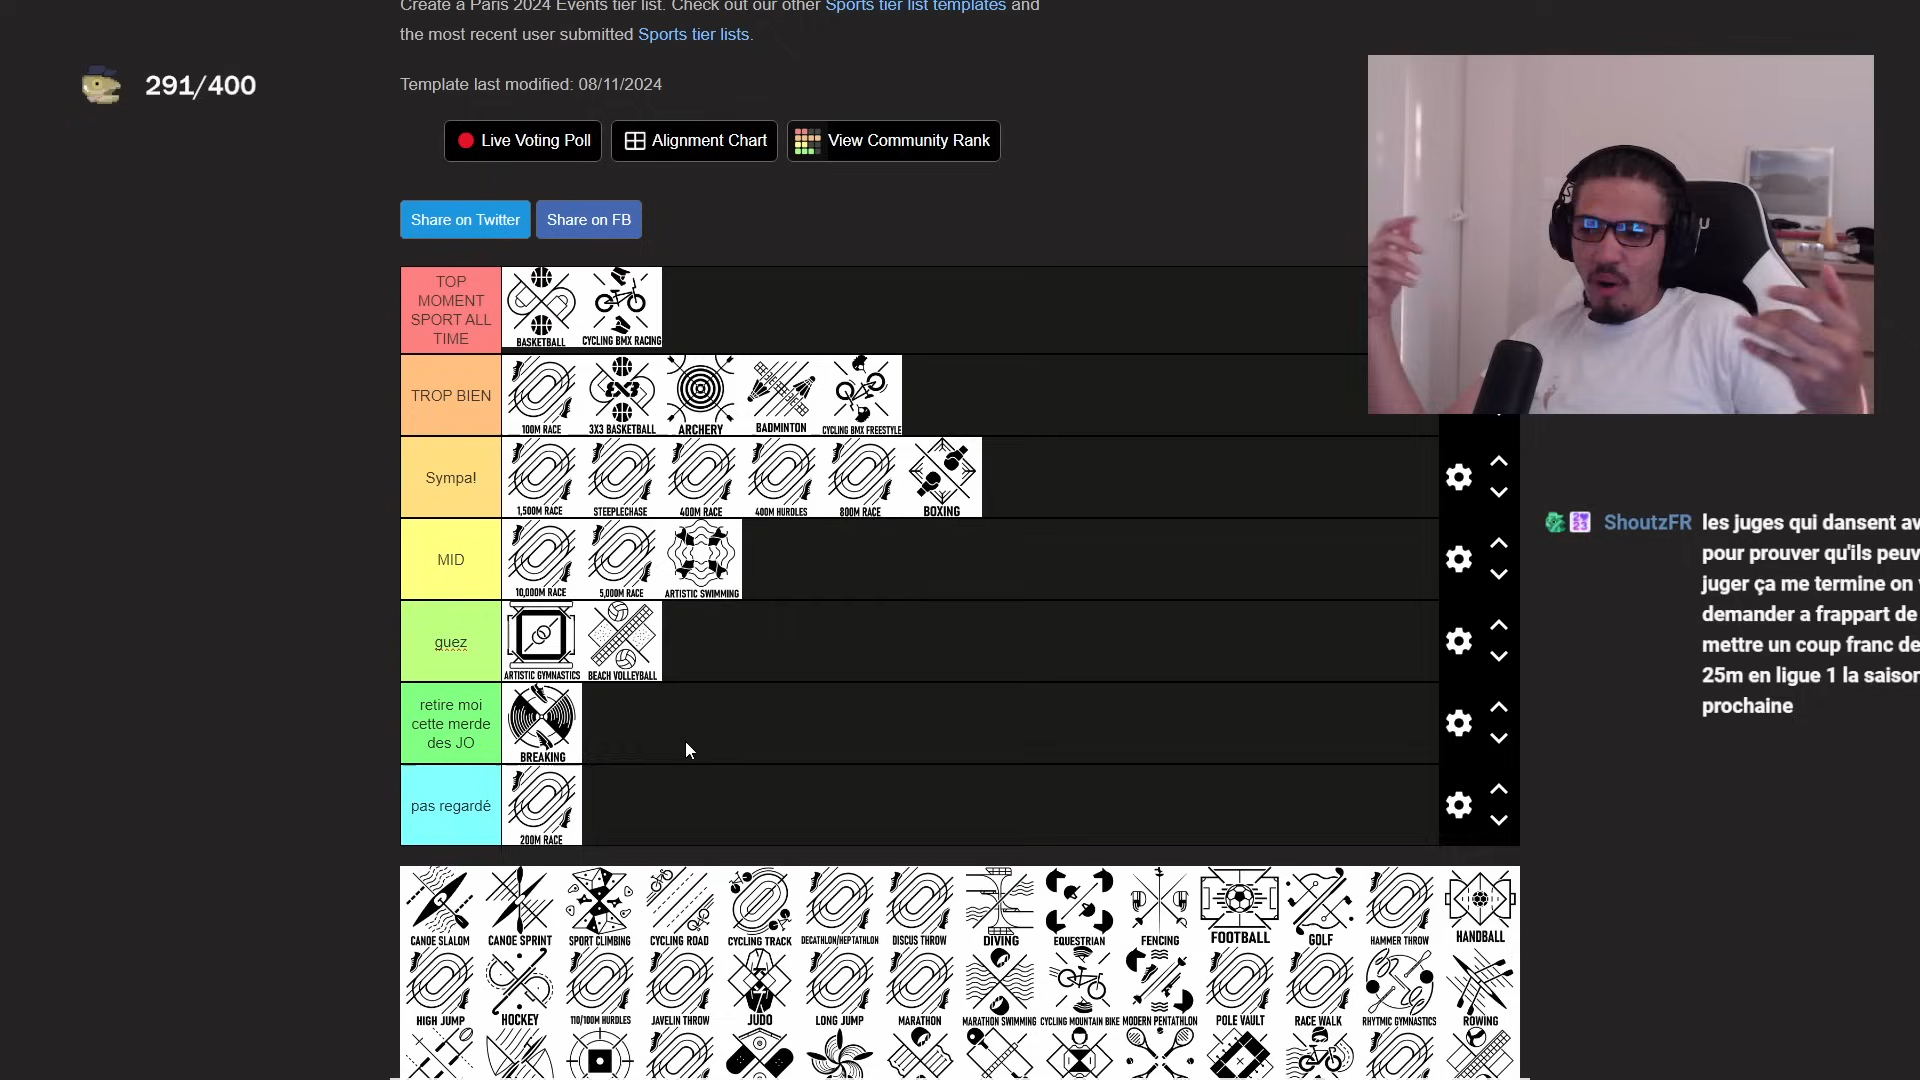 Create a Paris 2024 Events tier list. Check out our other Sports tier list templates and
the most recent user submitted Sports tier lists.
291/400
Template last modified: 08/11/2024
Live Voting Poll
Alignment Chart
View Community Rank
Share on Twitter
Share on FB
TOP
MOMENT
SPORT ALL
TIME
BASKETBALL
CYCLING BMX RACING
TROP BIEN
100M RACE
3X3
3X3 BASKETBALL
ARCHERY
BADMINTON
CYCLING BMX FREESTYLE
Sympa!
1,500M RACE
STEEPLECHASE
400M RACE
400M HURDLES
800M RACE
BOXING
MID
10,000M RACE
5,000M RACE
ARTISTIC SWIMMING
guez
ARTISTIC GYMNASTICS
BEACH VOLLEYBALL
retire moi
cette merde
des JO
BREAKING
pas regardé
200M RACE
ShoutzFR les juges qui dansent av
pour prouver qu'ils peuv
juger ça me termine on
demander a frappart de
mettre un coup franc de
25m en ligue 1 la saison
prochaine
CANOE SLALOM
CANOE SPRINT
SPORT CLIMBING
CYCLING ROAD
CYCLING TRACK
DECATHLON/HEPTATHLON
DISCUS THROW
DIVING
EQUESTRIAN
FENCING
FOOTBALL
GOLF
HAMMER THROW
HANDBALL
HIGH JUMP
HOCKEY
110/100M HURDLES
JAVELIN THROW
JUDO
LONG JUMP
MARATHON
MARATHON SWIMMING
CYCLING MOUNTAIN BIKE
MODERN PENTATHLON
POLE VAULT
RACE WALK
RHYTMIC GYMNASTICS
ROWING